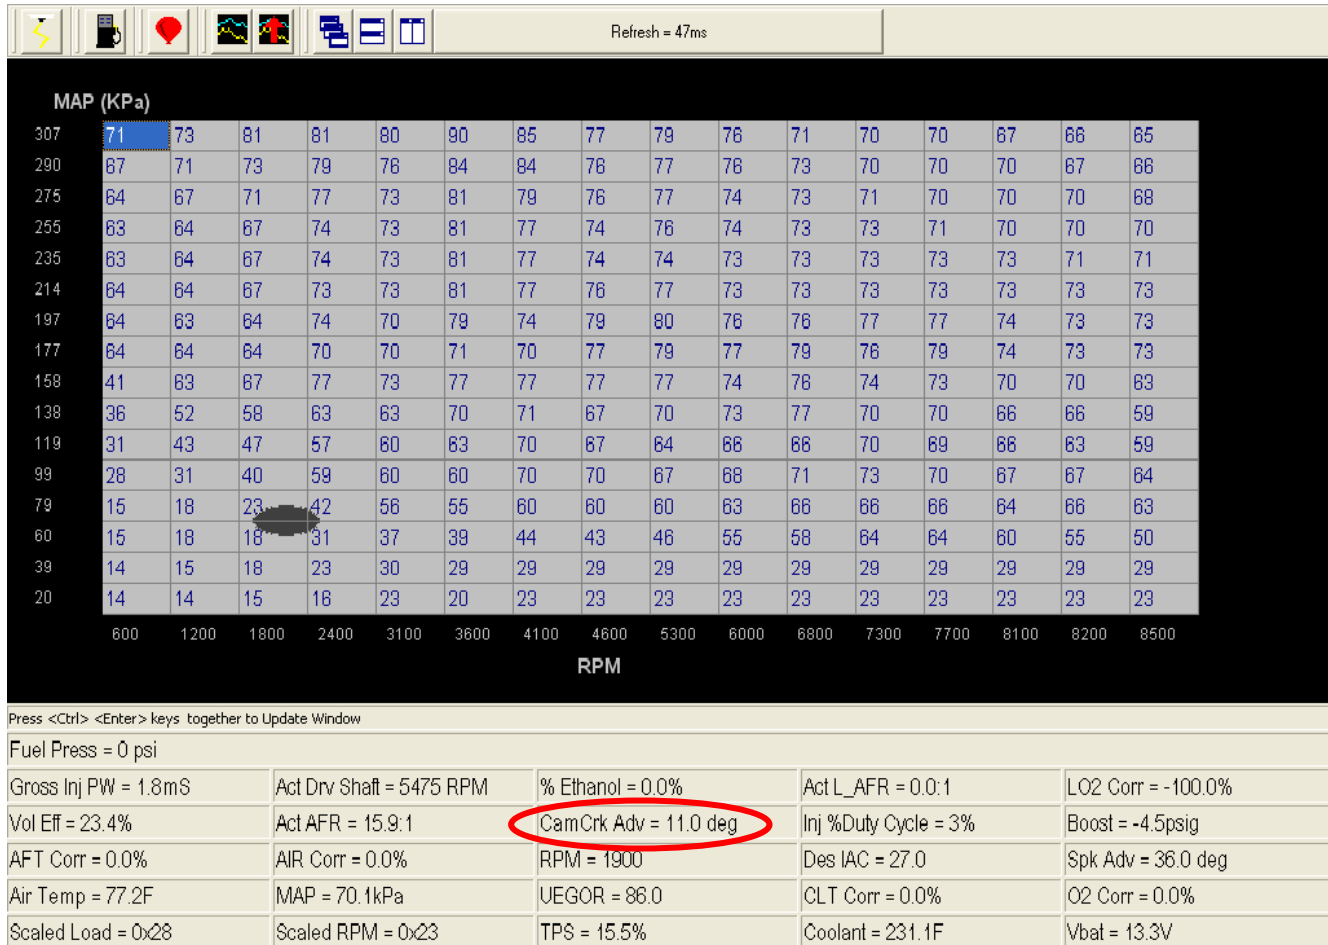 Refresh = 47ms
MAP (KPa)
307 71 73 81 81 80 90 85 77 79 76 71 70 70 67 66 65
290 67 71 73 79 76 84 84 76 77 76 73 70 70 70 67 66
275 64 67 71 77 73 81 79 76 77 74 73 71 70 70 70 68
255 63 64 67 74 73 81 77 74 76 74 73 73 71 70 70 70
235 63 64 67 74 73 81 77 74 74 73 73 73 73 73 71 71
214 64 64 67 73 73 81 77 76 77 73 73 73 73 73 73 73
197 64 63 64 74 70 79 74 79 80 76 76 77 77 74 73 73
177 64 64 64 70 70 71 70 77 79 77 79 76 79 74 73 73
158 41 63 67 77 73 77 77 77 77 74 76 74 73 70 70 63
138 36 52 58 63 63 70 71 67 70 73 77 70 70 66 66 59
119 31 43 47 57 60 63 70 67 64 66 66 70 69 66 63 59
99 28 31 40 59 60 60 70 70 67 68 71 73 70 67 67 64
79 15 18 23 42 56 55 60 60 60 63 66 66 66 64 66 63
60 15 18 18 31 37 39 44 43 46 55 58 64 64 60 55 50
39 14 15 18 23 30 29 29 29 29 29 29 29 29 29 29 29
20 14 14 15 16 23 20 23 23 23 23 23 23 23 23 23 23
600 1200 1800 2400 3100 3600 4100 4600 5300 6000 6800 7300 7700 8100 8200 8500
RPM
Press <Ctrl> <Enter> keys together to Update Window
Fuel Press = 0 psi
Gross Inj PW = 1.8mS Act Drv Shaft = 5475 RPM % Ethanol = 0.0% Act L_AFR = 0.0:1 LO2 Corr = -100.0%
Vol Eff = 23.4% Act AFR = 15.9:1 CamCrk Adv = 11.0 deg Inj %Duty Cycle = 3% Boost = -4.5psig
AFT Corr = 0.0% AIR Corr = 0.0% RPM = 1900 Des IAC = 27.0 Spk Adv = 36.0 deg
Air Temp = 77.2F MAP = 70.1kPa UEGOR = 86.0 CLT Corr = 0.0% O2 Corr = 0.0%
Scaled Load = 0x28 Scaled RPM = 0x23 TPS = 15.5% Coolant = 231.1F Vbat = 13.3V